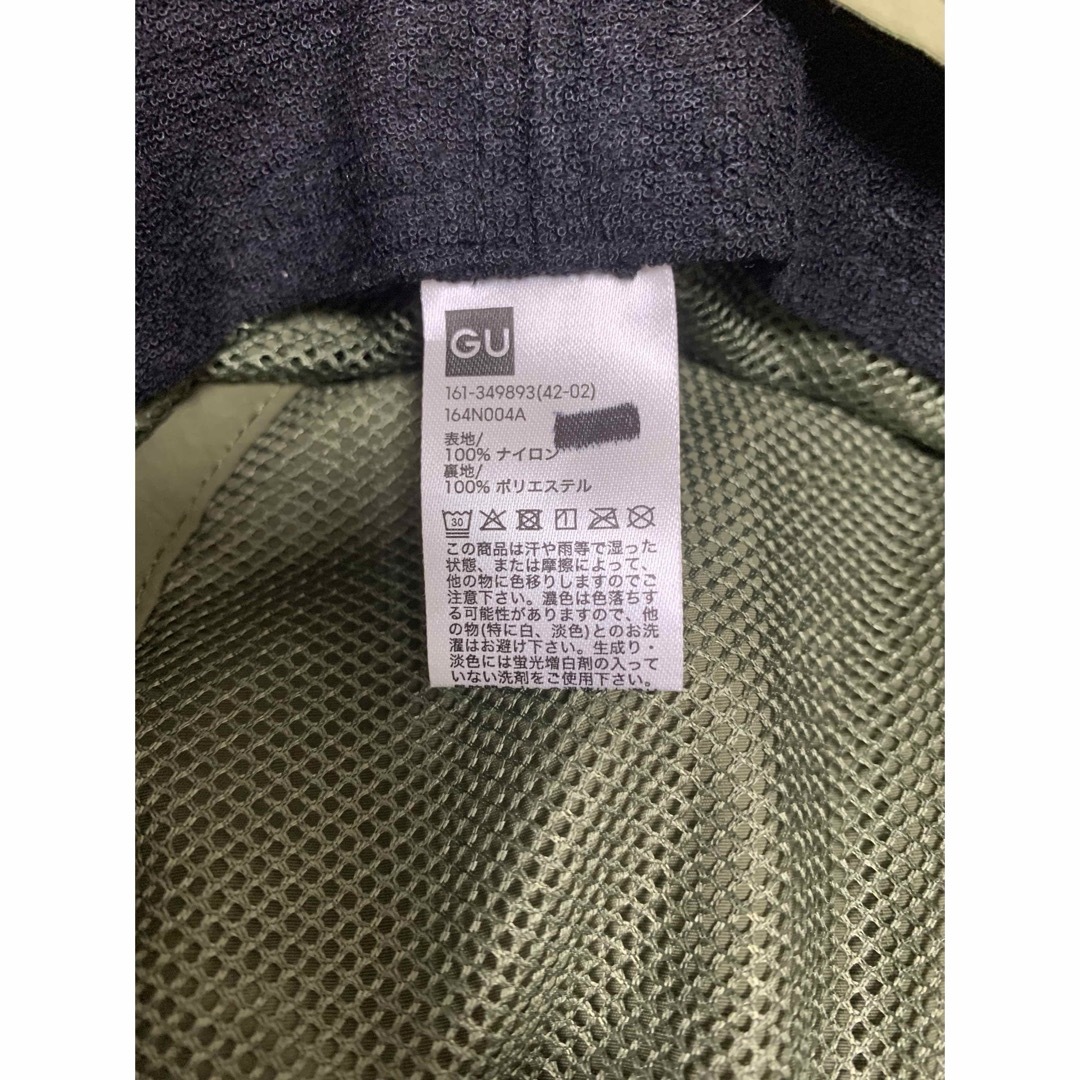 GU
161-349893(42-02)
164N004A
表地/
100% ナイロン
裏地/
100% ポリエステル
30
この商品は汗や雨等で湿った
状態、または摩擦によって、
他の物に色移りしますのでご
注意下さい。濃色は色落ちす
る可能性がありますので、他
の物(特に白、淡色)とのお洗
濯はお避け下さい。生成り・
淡色には蛍光増白剤の入って
いない洗剤をご使用下さい。